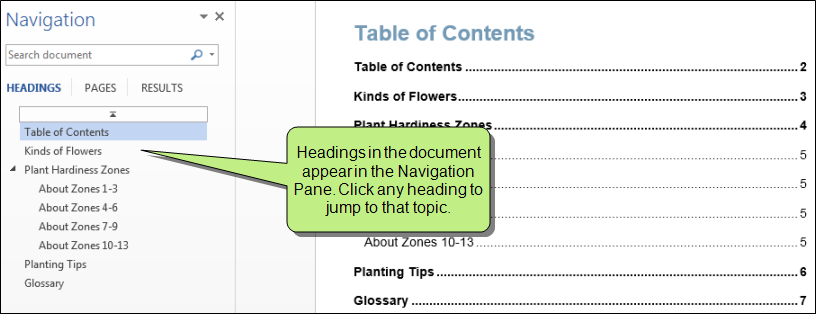 Navigation
Search document
HEADINGS PAGES RESULTS
Table of Contents
Kinds of Flowers
Plant Hardiness Zones
About Zones 1-3
About Zones 4-6
About Zones 7-9
About Zones 10-13
Planting Tips
Glossary
Headings in the document
appear in the Navigation
Pane. Click any heading to
jump to that topic.
Table of Contents
Table of Contents 2
Kinds of Flowers 3
Plant Hardiness Zones 4
5
5
5
About Zones 10-13 5
Planting Tips 6
Glossary 7